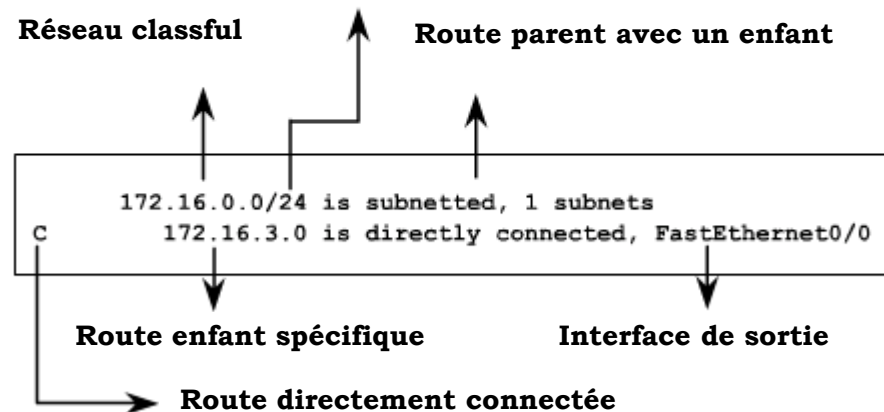 Réseau classful
Route parent avec un enfant
172.16.0.0/24 is subnetted, 1 subnets
C 172.16.3.0 is directly connected, FastEthernet0/0
Route enfant spécifique
Interface de sortie
Route directement connectée